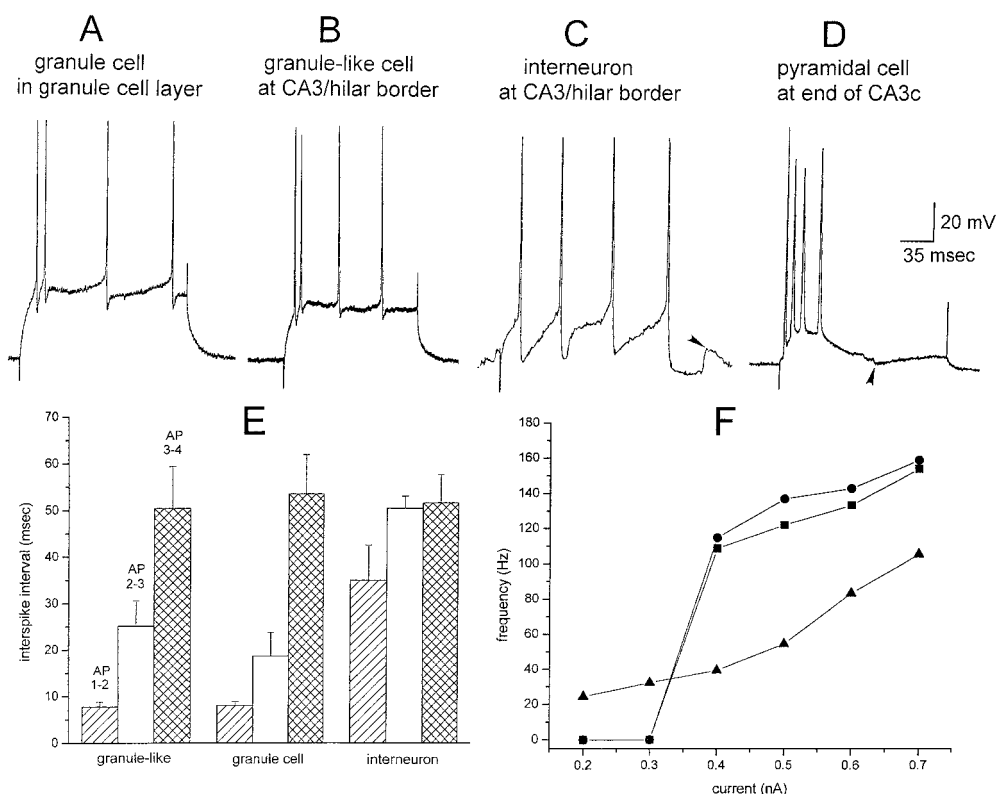 A
granule cell
in granule cell layer
B
granule-like cell
at CA3/hilar border
C
interneuron
at CA3/hilar border
D
pyramidal cell
at end of CA3c
20 mV
35 msec
E
interspike interval (msec)
70
60
50
40
30
20
10
0
AP
1-2
AP
2-3
AP
3-4
granule-like
granule cell
interneuron
F
frequency (Hz)
180
160
140
120
100
80
60
40
20
0
0.2
0.3
0.4
0.5
0.6
0.7
current (nA)